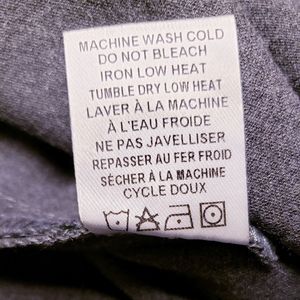 MACHINE WASH COLD
DO NOT BLEACH
IRON LOW HEAT
TUMBLE DRY LOW HEAT
LAVER À LA MACHINE
À L'EAU FROIDE
NE PAS JAVELLISER
REPASSER AU FER FROID
SÉCHER À LA MACHINE
CYCLE DOUX